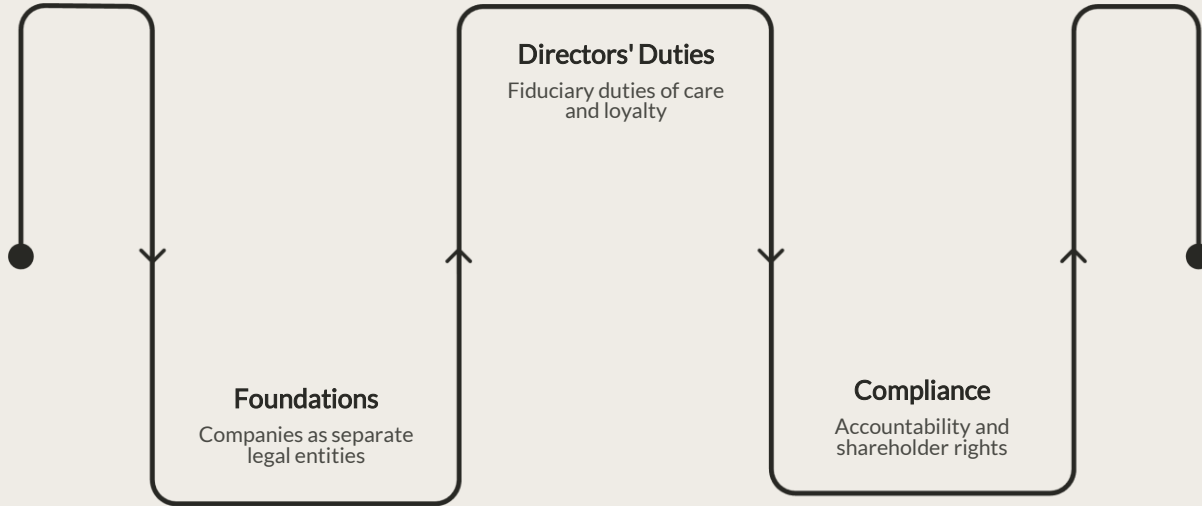 Foundations
Companies as separate
legal entities
Directors' Duties
Fiduciary duties of care
and loyalty
Compliance
Accountability and
shareholder rights